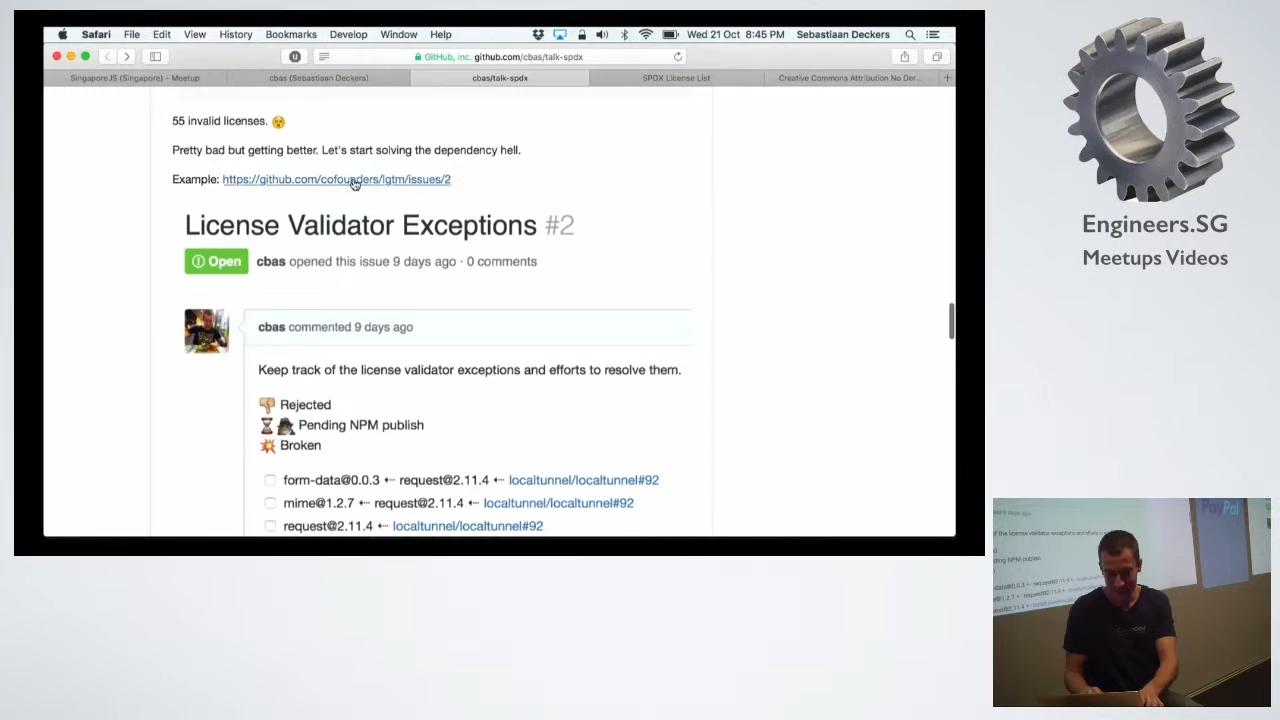 Safari File Edit View History Bookmarks Develop Window Help Wed 21 Oct 8:45 PM Sebastiaan Deckers
GitHub, Inc. github.com/cbas/talk-spdx
SingaporeJS (Singapore) – Meetup cbas (Sebastiaan Deckers) cbas/talk-spdx SPDX License List Creative Commons Attribution No Der...
55 invalid licenses. 😵
Pretty bad but getting better. Let's start solving the dependency hell.
Example: https://github.com/cofounders/lgtm/issues/2
License Validator Exceptions #2
Open cbas opened this issue 9 days ago · 0 comments
cbas commented 9 days ago
Keep track of the license validator exceptions and efforts to resolve them.
👎 Rejected
⏳ Pending NPM publish
💥 Broken
form-data@0.0.3 ← request@2.11.4 ← localtunnel/localtunnel#92
mime@1.2.7 ← request@2.11.4 ← localtunnel/localtunnel#92
request@2.11.4 ← localtunnel/localtunnel#92
Engineers.SG
Meetups Videos
PayPal